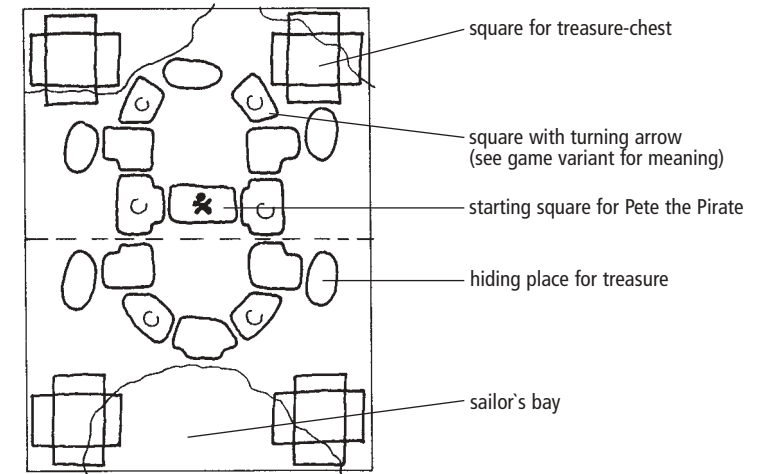 square for treasure-chest
square with turning arrow
(see game variant for meaning)
starting square for Pete the Pirate
hiding place for treasure
sailor`s bay